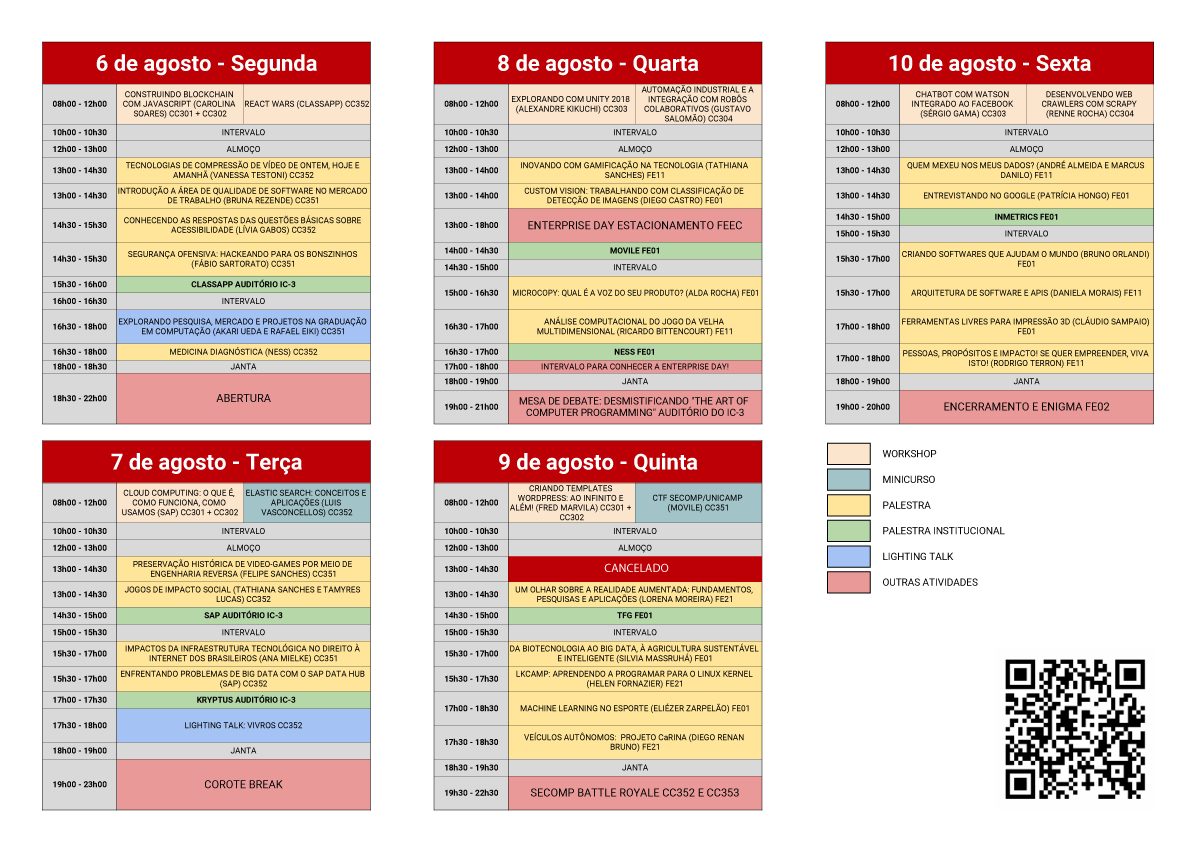 6 de agosto - Segunda
08h00 - 12h00
CONSTRUINDO BLOCKCHAIN
COM JAVASCRIPT (CAROLINA
SOARES) CC301 + CC302
REACT WARS (CLASSAPP) CC352
10h00 - 10h30
INTERVALO
12h00 - 13h00
ALMOÇO
13h00 - 14h30
TECNOLOGIAS DE COMPRESSÃO DE VÍDEO DE ONTEM, HOJE E
AMANHÃ (VANESSA TESTONI) CC352
13h00 - 14h30
INTRODUÇÃO A ÁREA DE QUALIDADE DE SOFTWARE NO MERCADO
DE TRABALHO (BRUNA REZENDE) CC351
14h30 - 15h30
CONHECENDO AS RESPOSTAS DAS QUESTÕES BÁSICAS SOBRE
ACESSIBILIDADE (LÍVIA GABOS) CC352
14h30 - 15h30
SEGURANÇA OFENSIVA: HACKEANDO PARA OS BONSZINHOS
(FÁBIO SARTORATO) CC351
15h30 - 16h00
CLASSAPP AUDITÓRIO IC-3
16h00 - 16h30
INTERVALO
16h30 - 18h00
EXPLORANDO PESQUISA, MERCADO E PROJETOS NA GRADUAÇÃO
EM COMPUTAÇÃO (AKARI UEDA E RAFAEL EIKI) CC351
16h30 - 18h00
MEDICINA DIAGNÓSTICA (NESS) CC352
18h00 - 18h30
JANTA
18h30 - 22h00
ABERTURA
8 de agosto - Quarta
08h00 - 12h00
EXPLORANDO COM UNITY 2018
(ALEXANDRE KIKUCHI) CC303
AUTOMAÇÃO INDUSTRIAL E A
INTEGRAÇÃO COM ROBÔS
COLABORATIVOS (GUSTAVO
SALOMÃO) CC304
10h00 - 10h30
INTERVALO
12h00 - 13h00
ALMOÇO
13h00 - 14h30
INOVANDO COM GAMIFICAÇÃO NA TECNOLOGIA (TATHIANA
SANCHES) FE11
13h00 - 14h00
CUSTOM VISION: TRABALHANDO COM CLASSIFICAÇÃO DE
DETECÇÃO DE IMAGENS (DIEGO CASTRO) FE01
13h00 - 18h00
ENTERPRISE DAY ESTACIONAMENTO FEEC
14h00 - 14h30
MOVILE FE01
14h30 - 15h00
INTERVALO
15h00 - 16h30
MICROCOPY: QUAL É A VOZ DO SEU PRODUTO? (ALDA ROCHA) FE01
16h30 - 17h00
ANÁLISE COMPUTACIONAL DO JOGO DA VELHA
MULTIDIMENSIONAL (RICARDO BITTENCOURT) FE11
16h30 - 17h00
NESS FE01
17h00 - 18h00
INTERVALO PARA CONHECER A ENTERPRISE DAY!
18h00 - 19h00
JANTA
19h00 - 21h00
MESA DE DEBATE: DESMISTIFICANDO "THE ART OF
COMPUTER PROGRAMMING" AUDITÓRIO DO IC-3
10 de agosto - Sexta
08h00 - 12h00
CHATBOT COM WATSON
INTEGRADO AO FACEBOOK
(SÉRGIO GAMA) CC303
DESENVOLVENDO WEB
CRAWLERS COM SCRAPY
(RENNE ROCHA) CC304
10h00 - 10h30
INTERVALO
12h00 - 13h00
ALMOÇO
13h00 - 14h30
QUEM MEXEU NOS MEUS DADOS? (ANDRÉ ALMEIDA E MARCUS
DANILO) FE11
13h00 - 14h30
ENTREVISTANDO NO GOOGLE (PATRÍCIA HONGO) FE01
14h30 - 15h00
INMETRICS FE01
15h00 - 15h30
INTERVALO
15h30 - 17h00
CRIANDO SOFTWARES QUE AJUDAM O MUNDO (BRUNO ORLANDI)
FE01
15h30 - 17h00
ARQUITETURA DE SOFTWARE E APIS (DANIELA MORAIS) FE11
17h00 - 18h00
FERRAMENTAS LIVRES PARA IMPRESSÃO 3D (CLÁUDIO SAMPAIO)
FE01
17h00 - 18h00
PESSOAS, PROPÓSITOS E IMPACTO! SE QUER EMPREENDER, VIVA
ISTO! (RODRIGO TERRON) FE11
18h00 - 19h00
JANTA
19h00 - 20h00
ENCERRAMENTO E ENIGMA FE02
7 de agosto - Terça
08h00 - 12h00
CLOUD COMPUTING: O QUE É,
COMO FUNCIONA, COMO
USAMOS (SAP) CC301 + CC302
ELASTIC SEARCH: CONCEITOS E
APLICAÇÕES (LUIS
VASCONCELLOS) CC352
10h00 - 10h30
INTERVALO
12h00 - 13h00
ALMOÇO
13h00 - 14h30
PRESERVAÇÃO HISTÓRICA DE VIDEO-GAMES POR MEIO DE
ENGENHARIA REVERSA (FELIPE SANCHES) CC351
13h00 - 14h30
JOGOS DE IMPACTO SOCIAL (TATHIANA SANCHES E TAMYRES
LUCAS) CC352
14h30 - 15h00
SAP AUDITÓRIO IC-3
15h00 - 15h30
INTERVALO
15h30 - 17h00
IMPACTOS DA INFRAESTRUTURA TECNOLÓGICA NO DIREITO À
INTERNET DOS BRASILEIROS (ANA MIELKE) CC351
15h30 - 17h00
ENFRENTANDO PROBLEMAS DE BIG DATA COM O SAP DATA HUB
(SAP) CC352
17h00 - 17h30
KRYPTUS AUDITÓRIO IC-3
17h30 - 18h00
LIGHTING TALK: VIVROS CC352
18h00 - 19h00
JANTA
19h00 - 23h00
COROTE BREAK
9 de agosto - Quinta
08h00 - 12h00
CRIANDO TEMPLATES
WORDPRESS: AO INFINITO E
ALÉM! (FRED MARVILA) CC301 +
CC302
CTF SECOMP/UNICAMP
(MOVILE) CC351
10h00 - 10h30
INTERVALO
12h00 - 13h00
ALMOÇO
13h00 - 14h30
CANCELADO
13h00 - 14h30
UM OLHAR SOBRE A REALIDADE AUMENTADA: FUNDAMENTOS,
PESQUISAS E APLICAÇÕES (LORENA MOREIRA) FE21
14h30 - 15h00
TFG FE01
15h00 - 15h30
INTERVALO
15h30 - 17h00
DA BIOTECNOLOGIA AO BIG DATA, À AGRICULTURA SUSTENTÁVEL
E INTELIGENTE (SILVIA MASSRUHÁ) FE01
15h30 - 17h30
LKCAMP: APRENDENDO A PROGRAMAR PARA O LINUX KERNEL
(HELEN FORNAZIER) FE21
17h00 - 18h30
MACHINE LEARNING NO ESPORTE (ELIÉZER ZARPELÃO) FE01
17h30 - 18h30
VEÍCULOS AUTÔNOMOS: PROJETO CaRINA (DIEGO RENAN
BRUNO) FE21
18h30 - 19h30
JANTA
19h30 - 22h30
SECOMP BATTLE ROYALE CC352 E CC353
WORKSHOP
MINICURSO
PALESTRA
PALESTRA INSTITUCIONAL
LIGHTING TALK
OUTRAS ATIVIDADES